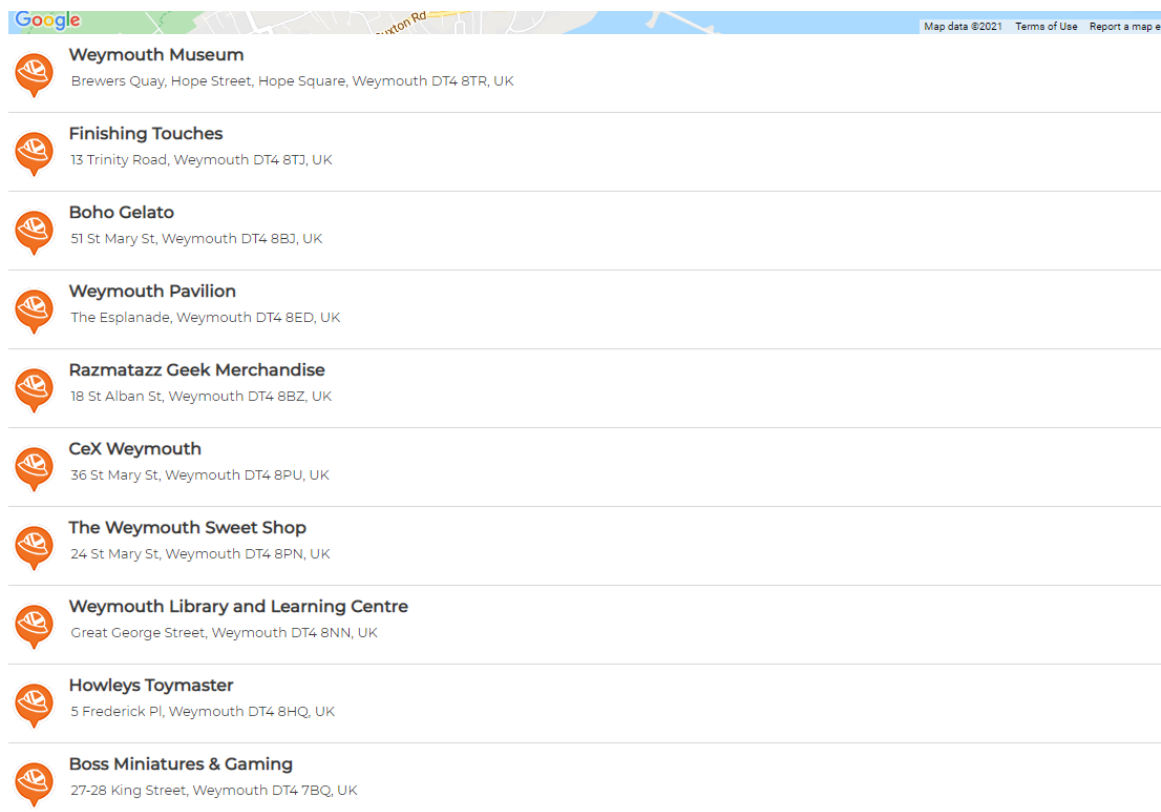 Google
uxton Rd
Map data ©2021 Terms of Use Report a map e
Weymouth Museum
Brewers Quay, Hope Street, Hope Square, Weymouth DT4 8TR, UK
Finishing Touches
13 Trinity Road, Weymouth DT4 8TJ, UK
Boho Gelato
51 St Mary St, Weymouth DT4 8BJ, UK
Weymouth Pavilion
The Esplanade, Weymouth DT4 8ED, UK
Razmatazz Geek Merchandise
18 St Alban St, Weymouth DT4 8BZ, UK
CeX Weymouth
36 St Mary St, Weymouth DT4 8PU, UK
The Weymouth Sweet Shop
24 St Mary St, Weymouth DT4 8PN, UK
Weymouth Library and Learning Centre
Great George Street, Weymouth DT4 8NN, UK
Howleys Toymaster
5 Frederick Pl, Weymouth DT4 8HQ, UK
Boss Miniatures & Gaming
27-28 King Street, Weymouth DT4 7BQ, UK